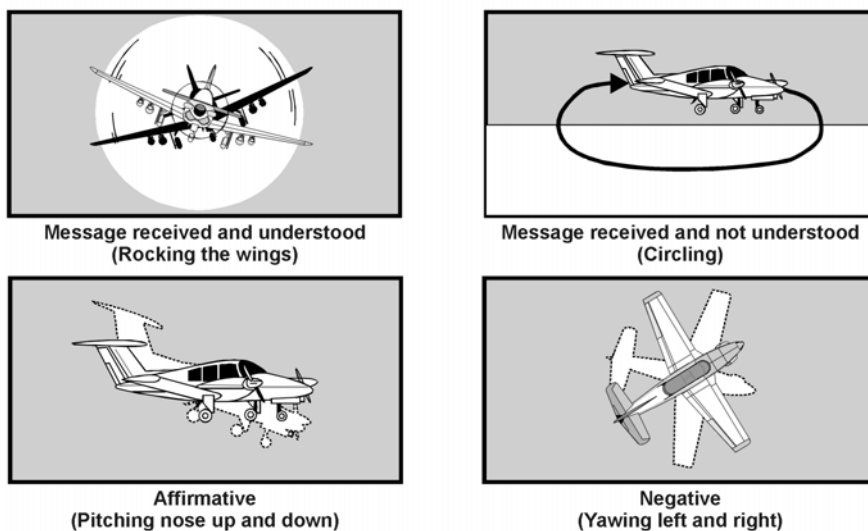 Message received and understood
(Rocking the wings)
Message received and not understood
(Circling)
Affirmative
(Pitching nose up and down)
Negative
(Yawing left and right)